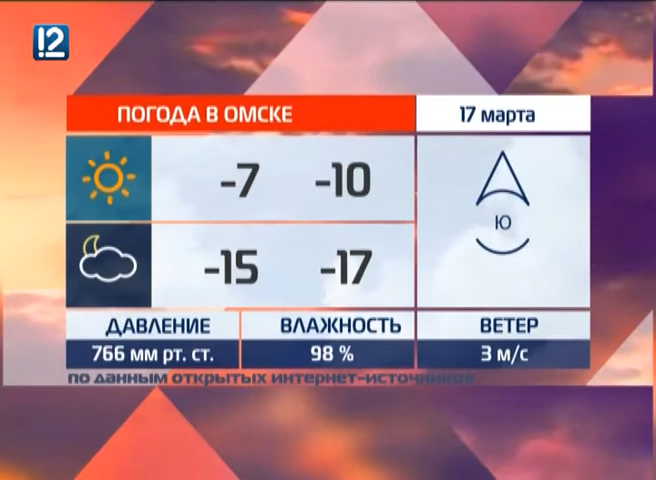 12
ПОГОДА В ОМСКЕ
17 марта
-7 -10
Ю
-15 -17
ДАВЛЕНИЕ ВЛАЖНОСТЬ ВЕТЕР
766 мм рт. ст. 98 % 3 м/с
по данным открытых интернет-источников